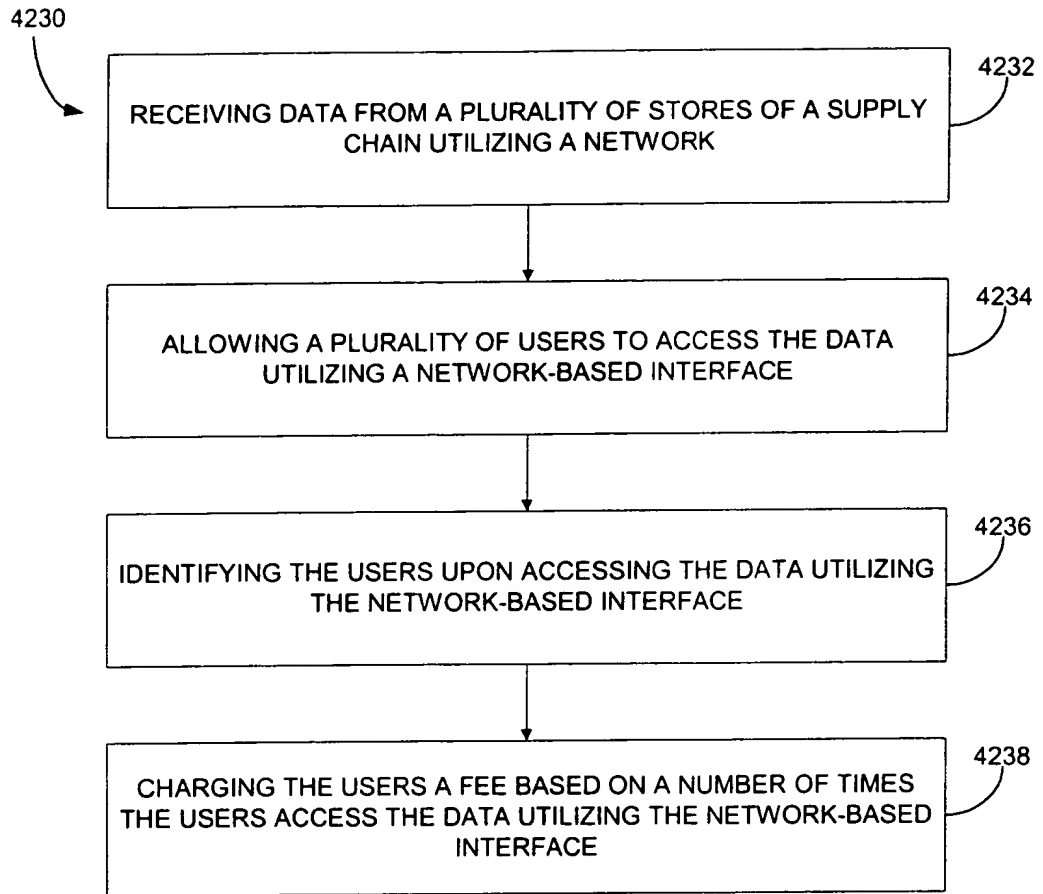 4230
4232
RECEIVING DATA FROM A PLURALITY OF STORES OF A SUPPLY
CHAIN UTILIZING A NETWORK
4234
ALLOWING A PLURALITY OF USERS TO ACCESS THE DATA
UTILIZING A NETWORK-BASED INTERFACE
4236
IDENTIFYING THE USERS UPON ACCESSING THE DATA UTILIZING
THE NETWORK-BASED INTERFACE
4238
CHARGING THE USERS A FEE BASED ON A NUMBER OF TIMES
THE USERS ACCESS THE DATA UTILIZING THE NETWORK-BASED
INTERFACE